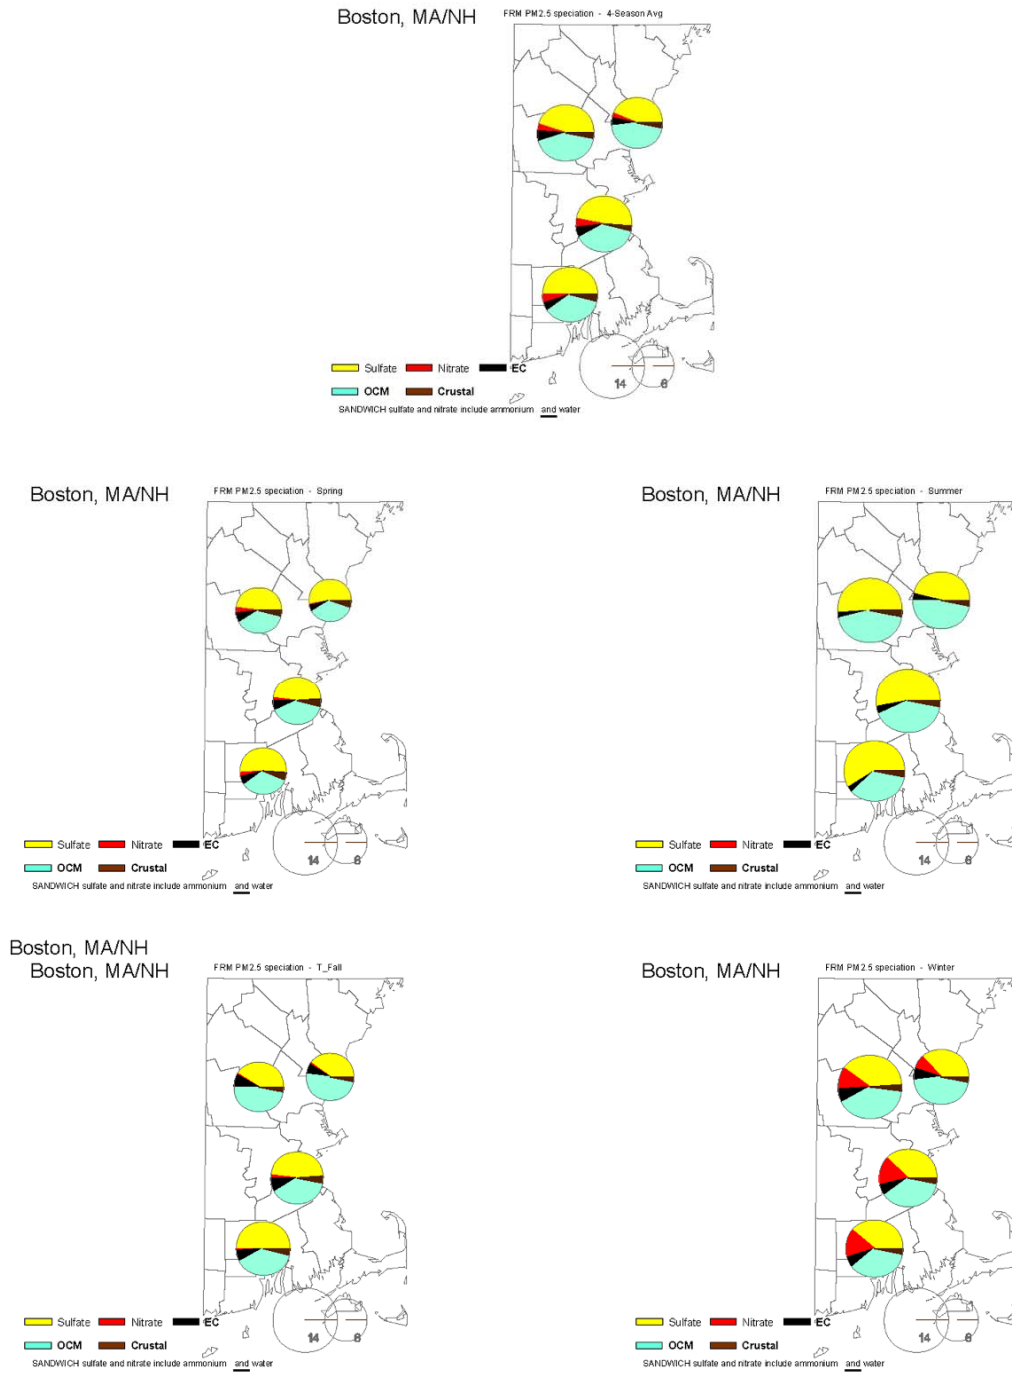 Boston, MA/NH
FRM PM2.5 speciation - 4-Season Avg
14
6
Sulfate Nitrate EC
OCM Crustal
SANDWICH sulfate and nitrate include ammonium and water
Boston, MA/NH
FRM PM2.5 speciation - Spring
14
6
Sulfate Nitrate EC
OCM Crustal
SANDWICH sulfate and nitrate include ammonium and water
Boston, MA/NH
FRM PM2.5 speciation - Summer
14
6
Sulfate Nitrate EC
OCM Crustal
SANDWICH sulfate and nitrate include ammonium and water
Boston, MA/NH
Boston, MA/NH
FRM PM2.5 speciation - T_Fall
14
6
Sulfate Nitrate EC
OCM Crustal
SANDWICH sulfate and nitrate include ammonium and water
Boston, MA/NH
FRM PM2.5 speciation - Winter
14
6
Sulfate Nitrate EC
OCM Crustal
SANDWICH sulfate and nitrate include ammonium and water